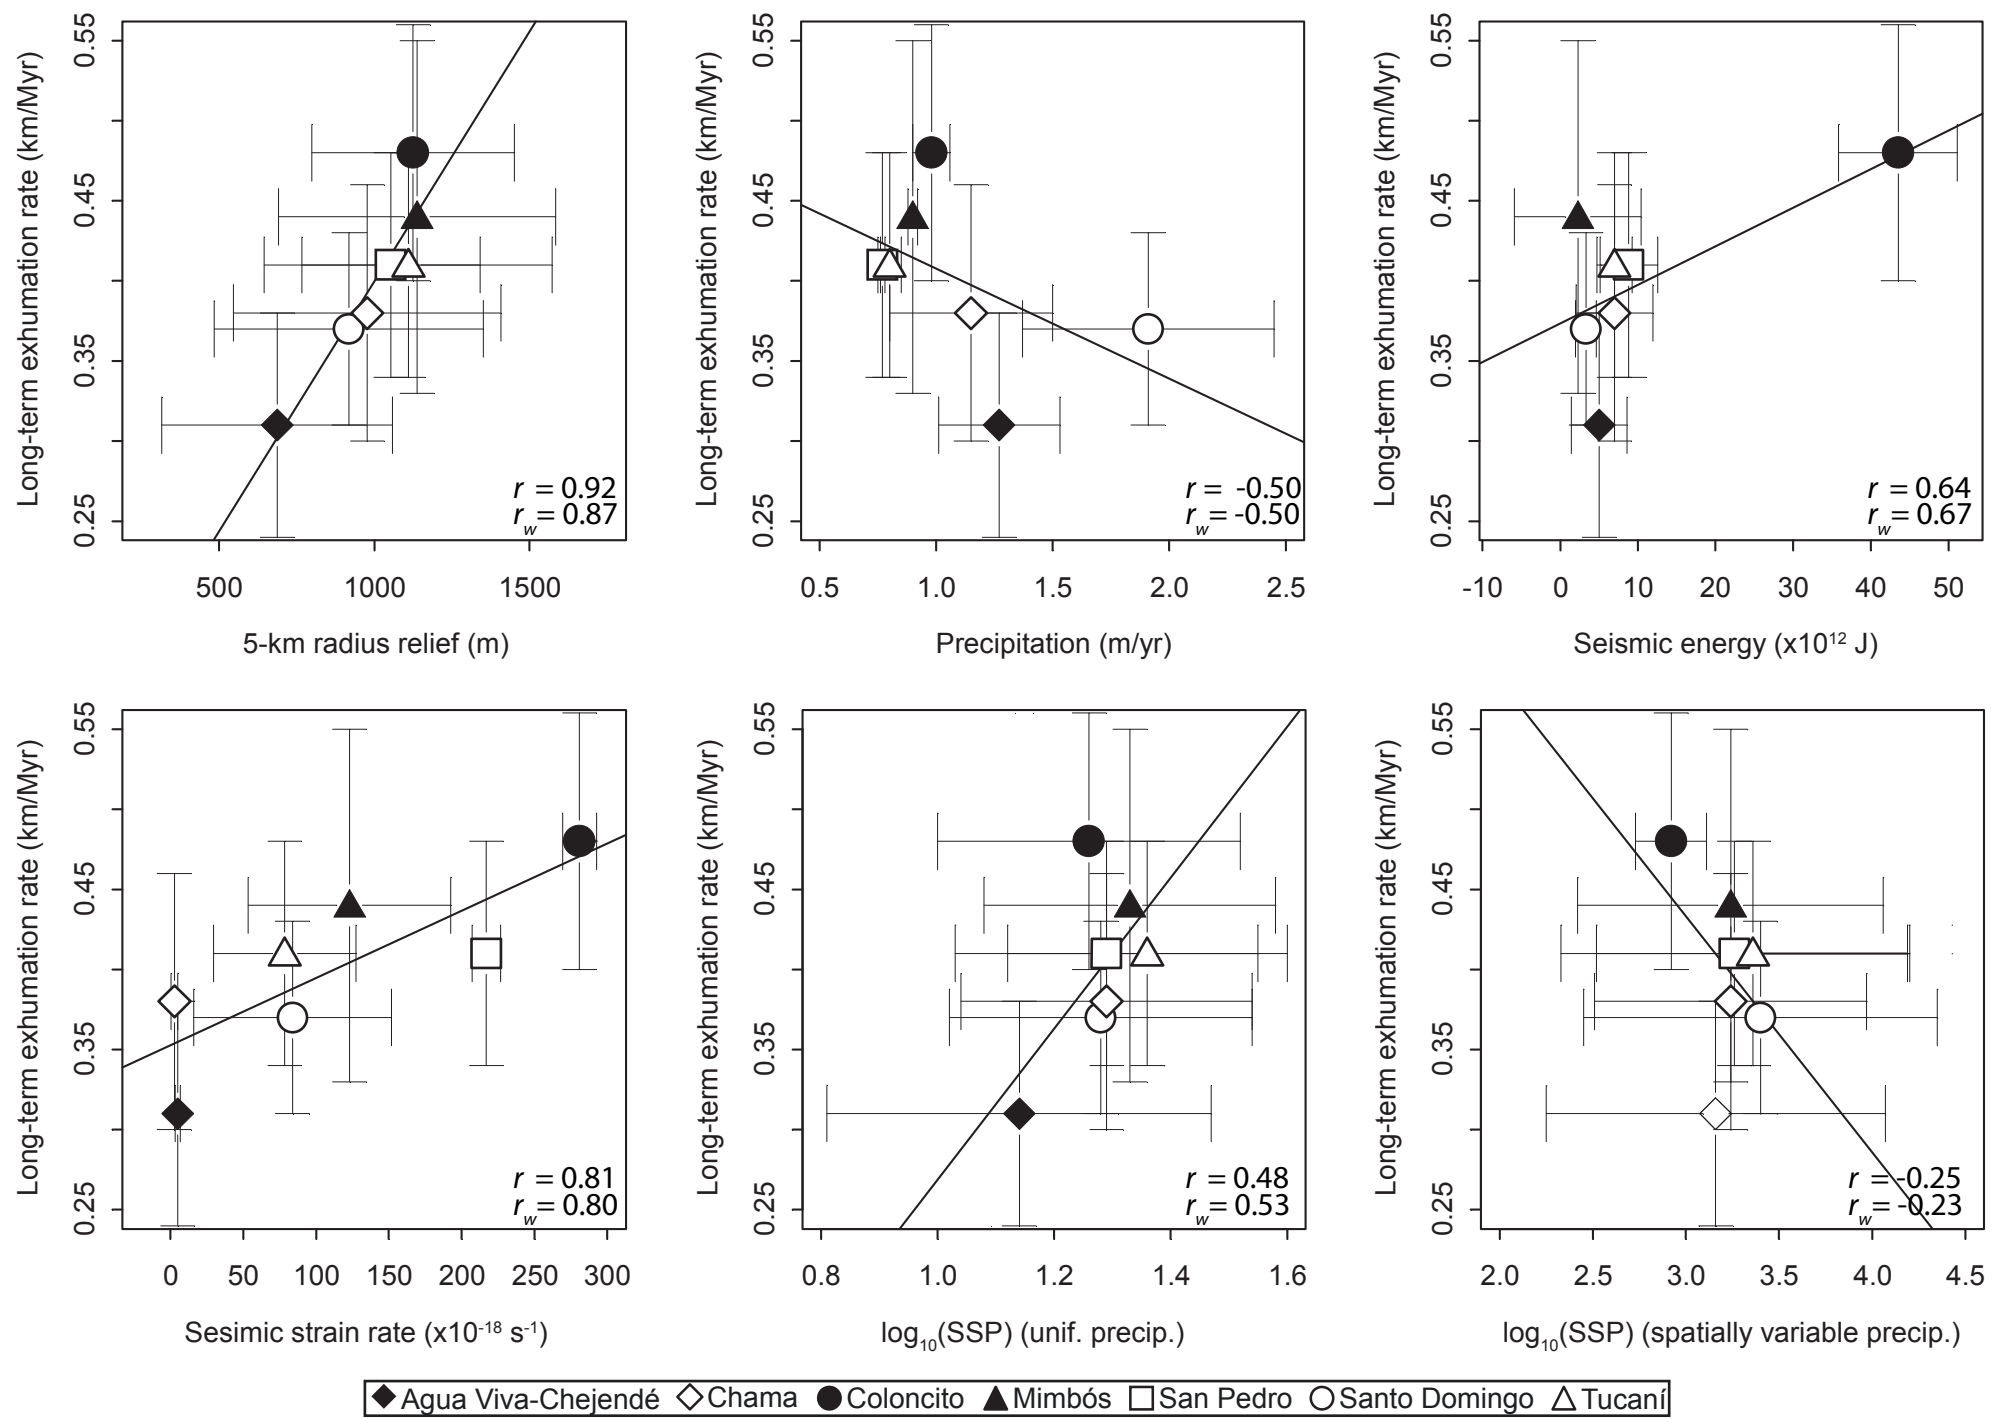 Long-term exhumation rate (km/Myr)
0.25 0.35 0.45 0.55
r = 0.92
r_w = 0.87
500 1000 1500
5-km radius relief (m)
Long-term exhumation rate (km/Myr)
0.25 0.35 0.45 0.55
r = -0.50
r_w = -0.50
0.5 1.0 1.5 2.0 2.5
Precipitation (m/yr)
Long-term exhumation rate (km/Myr)
0.25 0.35 0.45 0.55
r = 0.64
r_w = 0.67
-10 0 10 20 30 40 50
Seismic energy (x10¹² J)
Long-term exhumation rate (km/Myr)
0.25 0.35 0.45 0.55
r = 0.81
r_w = 0.80
0 50 100 150 200 250 300
Sesimic strain rate (x10⁻¹⁸ s⁻¹)
Long-term exhumation rate (km/Myr)
0.25 0.35 0.45 0.55
r = 0.48
r_w = 0.53
0.8 1.0 1.2 1.4 1.6
log₁₀(SSP) (unif. precip.)
Long-term exhumation rate (km/Myr)
0.25 0.35 0.45 0.55
r = -0.25
r_w = -0.23
2.0 2.5 3.0 3.5 4.0 4.5
log₁₀(SSP) (spatially variable precip.)
Agua Viva-Chejendé Chama Coloncito Mimbós San Pedro Santo Domingo Tucaní